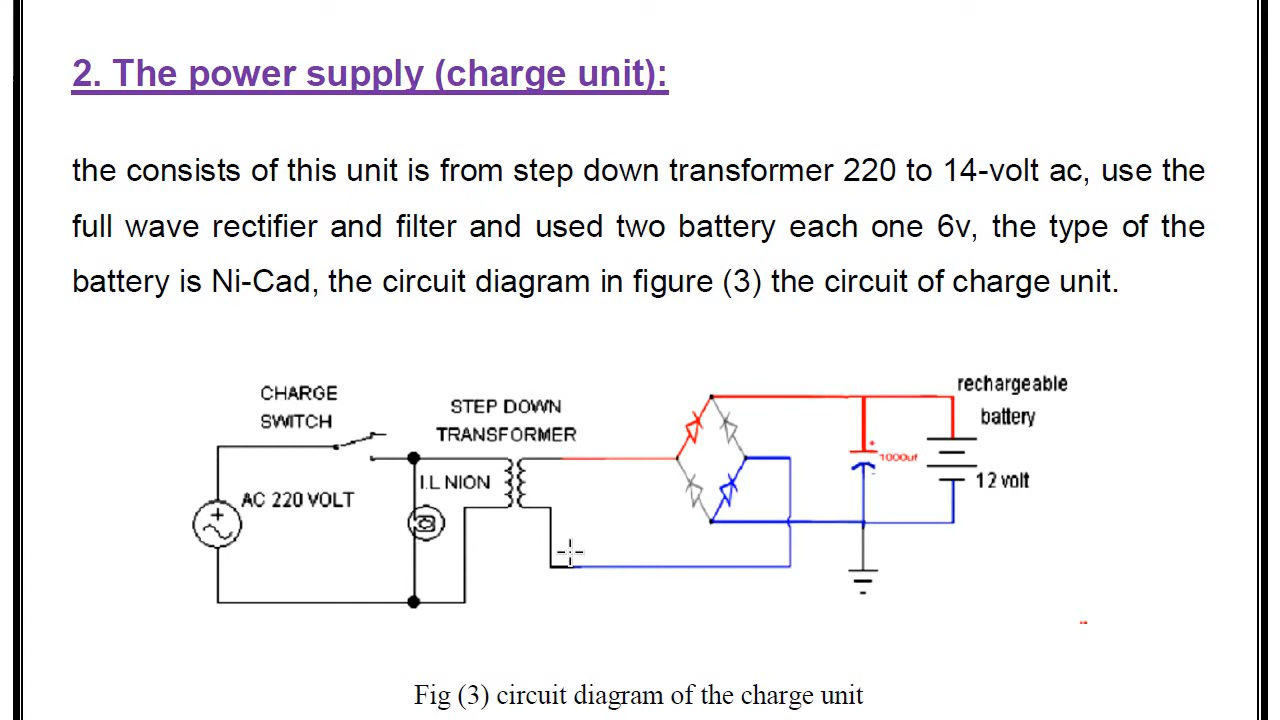 2. The power supply (charge unit):
the consists of this unit is from step down transformer 220 to 14-volt ac, use the
full wave rectifier and filter and used two battery each one 6v, the type of the
battery is Ni-Cad, the circuit diagram in figure (3) the circuit of charge unit.
CHARGE
SWITCH
STEP DOWN
TRANSFORMER
rechargeable
battery
1000uf
I.L NION
12 volt
AC 220 VOLT
Fig (3) circuit diagram of the charge unit